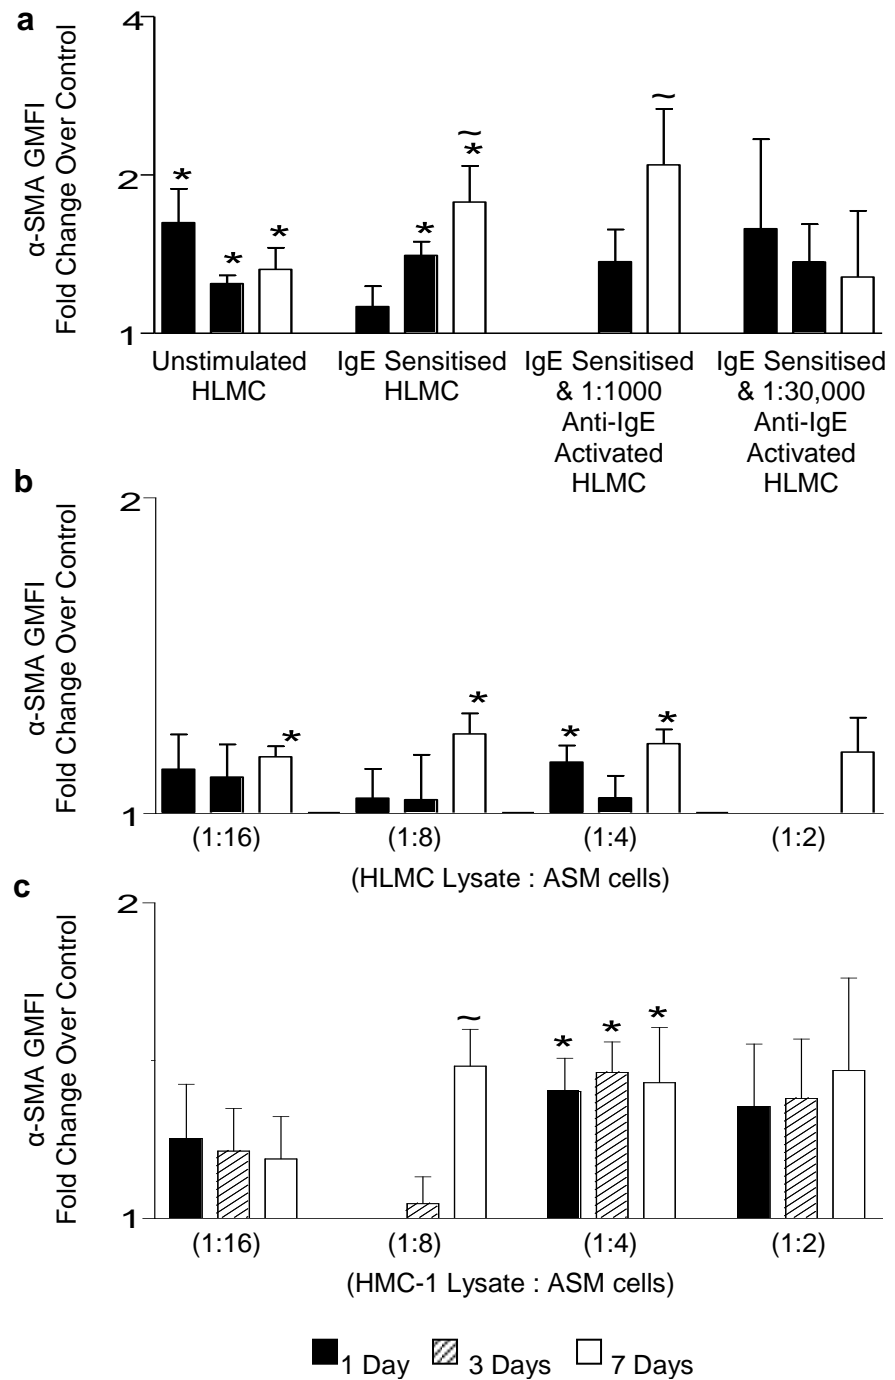 a
α-SMA GMFI
Fold Change Over Control
4
2
1
* * * * ~ * ~
Unstimulated HLMC
IgE Sensitised HLMC
IgE Sensitised & 1:1000 Anti-IgE Activated HLMC
IgE Sensitised & 1:30,000 Anti-IgE Activated HLMC
b
α-SMA GMFI
Fold Change Over Control
2
1
* * * *
(1:16) (1:8) (1:4) (1:2)
(HLMC Lysate : ASM cells)
c
α-SMA GMFI
Fold Change Over Control
2
1
~ * * *
(1:16) (1:8) (1:4) (1:2)
(HMC-1 Lysate : ASM cells)
1 Day 3 Days 7 Days